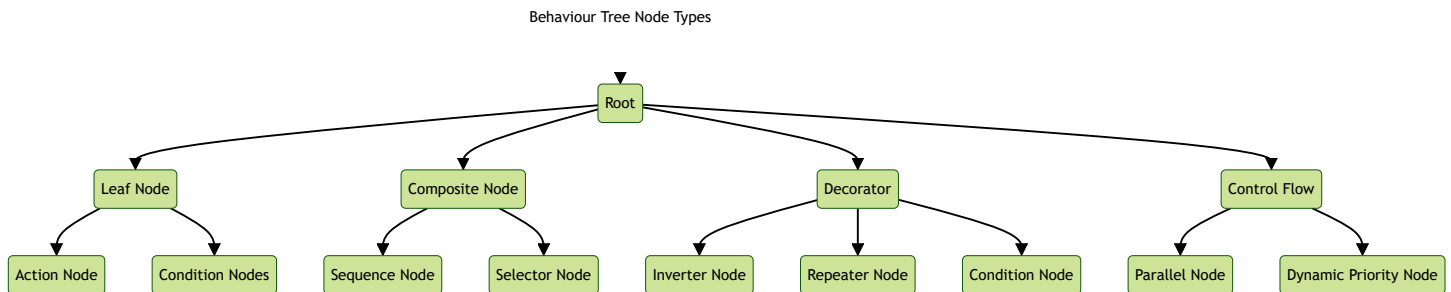 Behaviour Tree Node Types
Root
Leaf Node
Composite Node
Decorator
Control Flow
Action Node
Condition Nodes
Sequence Node
Selector Node
Inverter Node
Repeater Node
Condition Node
Parallel Node
Dynamic Priority Node